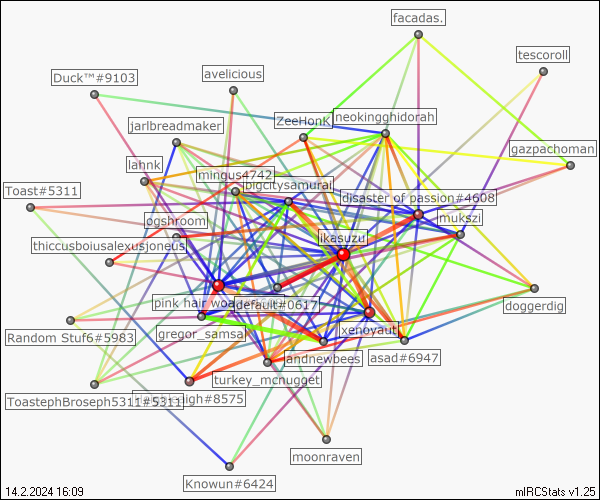 facadas.
tescoroll
Duck™#9103
avelicious
ZeeHonK
neokingghidorah
jarlbreadmaker
gazpachoman
lahnk
mingus4742
bigcitysamurai
Toast#5311
disaster of passion#4608
ogshroom
mukszi
likasuzu
thiccusboiusalexusjoneus
pink hair woa
default#0617
doggerdig
Random Stuf6#5983
gregor_samsa
xenoyaut
andnewbees
asad#6947
turkey_mcnugget
ToastephBroseph5311#5311
igh#8575
moonraven
Knowun#6424
14.2.2024 16:09
mIRCStats v1.25